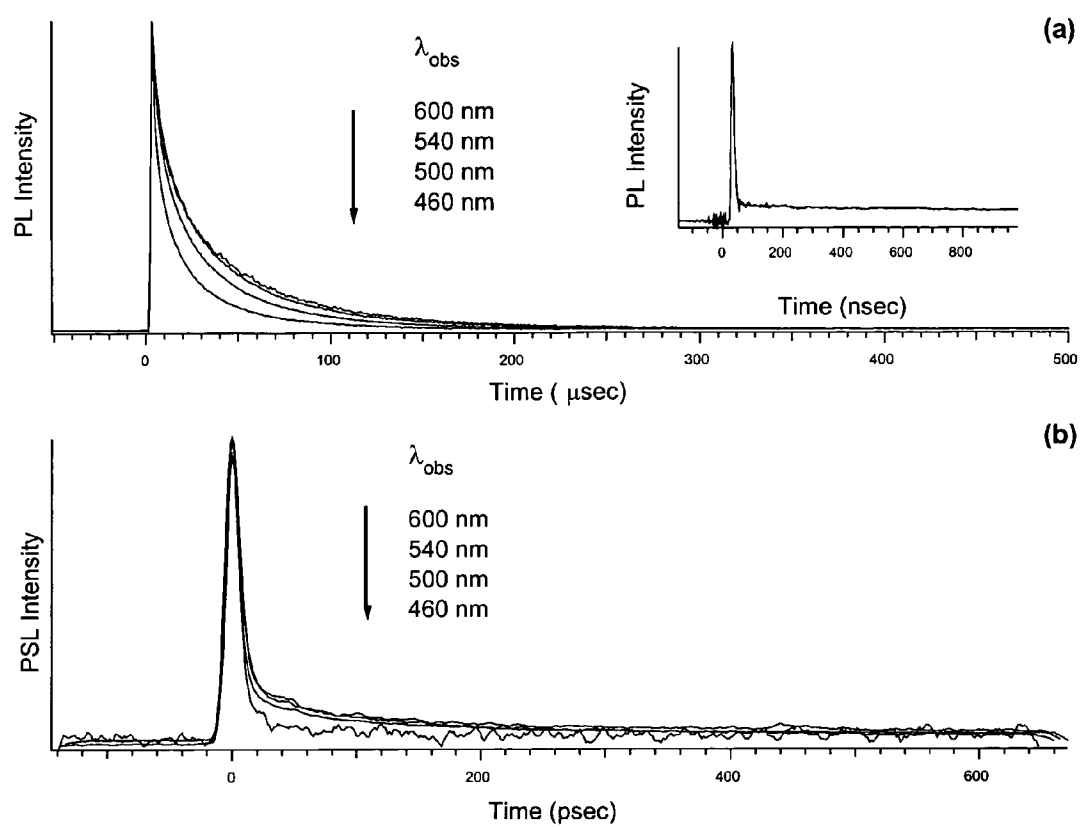 (a)
PL Intensity
λobs
600 nm
540 nm
500 nm
460 nm
0 100 200 300 400 500
Time ( μsec)
PL Intensity
0 200 400 600 800
Time (nsec)
(b)
PSL Intensity
λobs
600 nm
540 nm
500 nm
460 nm
0 200 400 600
Time (psec)